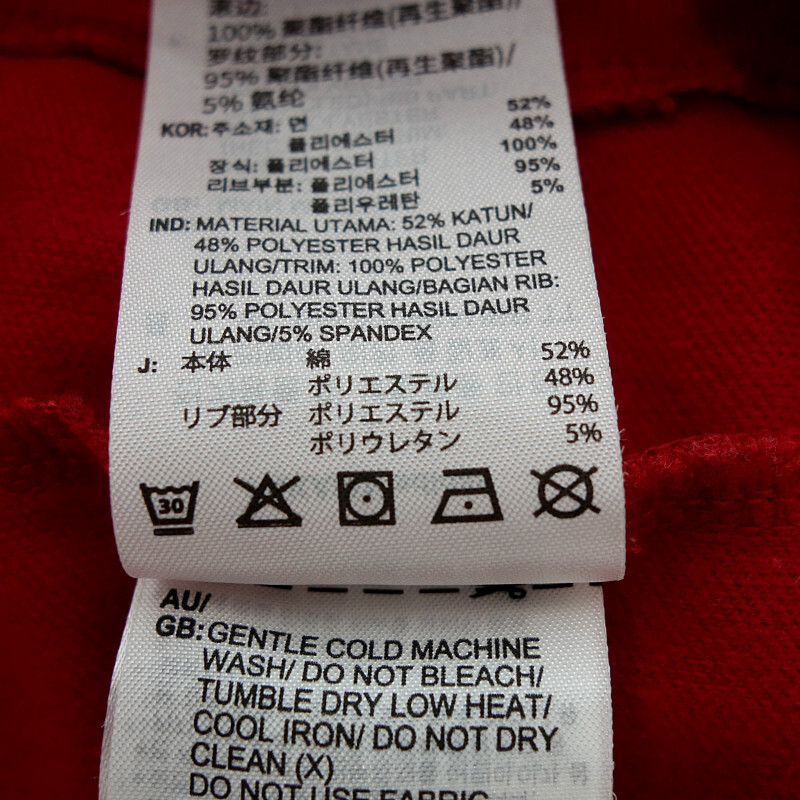 滚边:
100% 聚酯纤维(再生聚酯)/
罗纹部分:
95% 聚酯纤维(再生聚酯)/
5% 氨纶
KOR: 주소재: 면 52%
폴리에스터 48%
장식: 폴리에스터 100%
리브부분: 폴리에스터 95%
폴리우레탄 5%
IND: MATERIAL UTAMA: 52% KATUN/
48% POLYESTER HASIL DAUR
ULANG/TRIM: 100% POLYESTER
HASIL DAUR ULANG/BAGIAN RIB:
95% POLYESTER HASIL DAUR
ULANG/5% SPANDEX
J: 本体 綿 52%
ポリエステル 48%
リブ部分 ポリエステル 95%
ポリウレタン 5%
30
AU/
GB: GENTLE COLD MACHINE
WASH/ DO NOT BLEACH/
TUMBLE DRY LOW HEAT/
COOL IRON/ DO NOT DRY
CLEAN (X)
DO NOT USE FABRIC